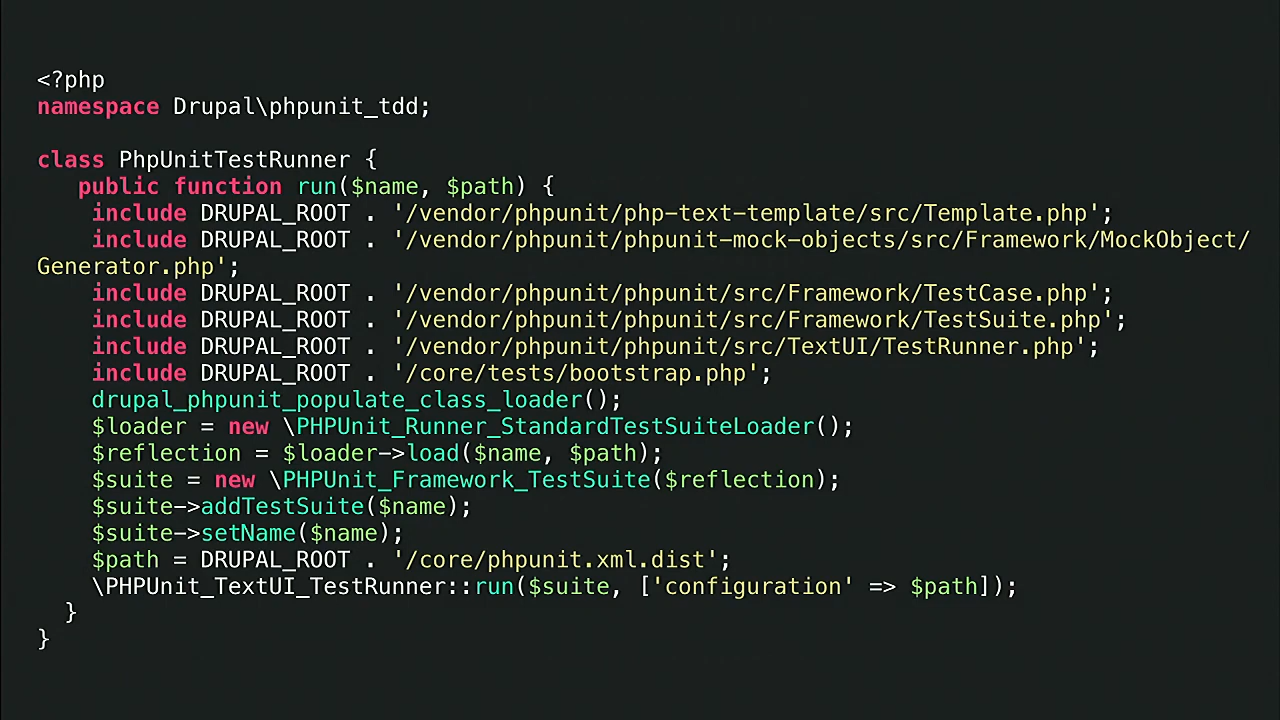 <?php
namespace Drupal\phpunit_tdd;

class PhpUnitTestRunner {
   public function run($name, $path) {
    include DRUPAL_ROOT . '/vendor/phpunit/php-text-template/src/Template.php';
    include DRUPAL_ROOT . '/vendor/phpunit/phpunit-mock-objects/src/Framework/MockObject/
Generator.php';
    include DRUPAL_ROOT . '/vendor/phpunit/phpunit/src/Framework/TestCase.php';
    include DRUPAL_ROOT . '/vendor/phpunit/phpunit/src/Framework/TestSuite.php';
    include DRUPAL_ROOT . '/vendor/phpunit/phpunit/src/TextUI/TestRunner.php';
    include DRUPAL_ROOT . '/core/tests/bootstrap.php';
    drupal_phpunit_populate_class_loader();
    $loader = new \PHPUnit_Runner_StandardTestSuiteLoader();
    $reflection = $loader->load($name, $path);
    $suite = new \PHPUnit_Framework_TestSuite($reflection);
    $suite->addTestSuite($name);
    $suite->setName($name);
    $path = DRUPAL_ROOT . '/core/phpunit.xml.dist';
    \PHPUnit_TextUI_TestRunner::run($suite, ['configuration' => $path]);
  }
}